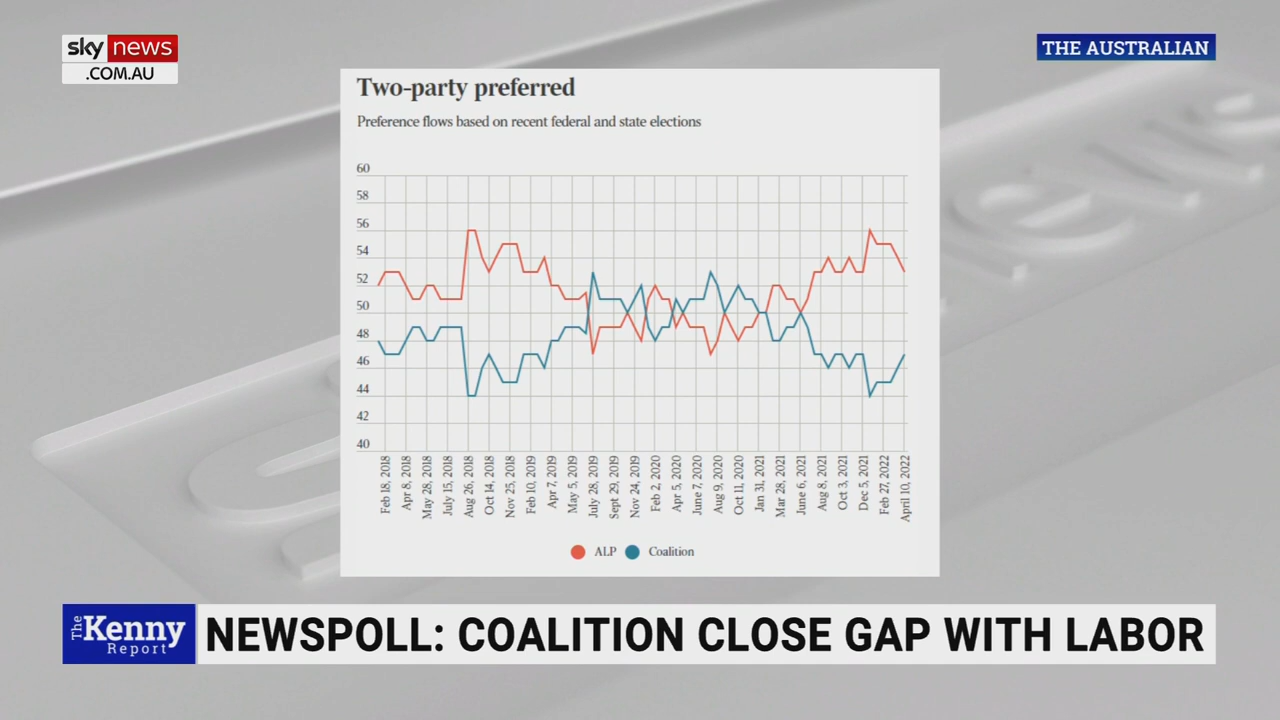 sky news
.COM.AU
THE AUSTRALIAN
Two-party preferred
Preference flows based on recent federal and state elections
60
58
56
54
52
50
48
46
44
42
40
Feb 18, 2018
Apr 8, 2018
May 28, 2018
July 15, 2018
Aug 26, 2018
Oct 14, 2018
Nov 25, 2018
Feb 10, 2019
Apr 7, 2019
May 5, 2019
July 28, 2019
Sept 29, 2019
Nov 24, 2019
Feb 2, 2020
Apr 5, 2020
June 7, 2020
Aug 9, 2020
Oct 11, 2020
Jan 31, 2021
Mar 28, 2021
June 6, 2021
Aug 8, 2021
Oct 3, 2021
Dec 5, 2021
Feb 27, 2022
April 10, 2022
ALP Coalition
The Kenny Report
NEWSPOLL: COALITION CLOSE GAP WITH LABOR